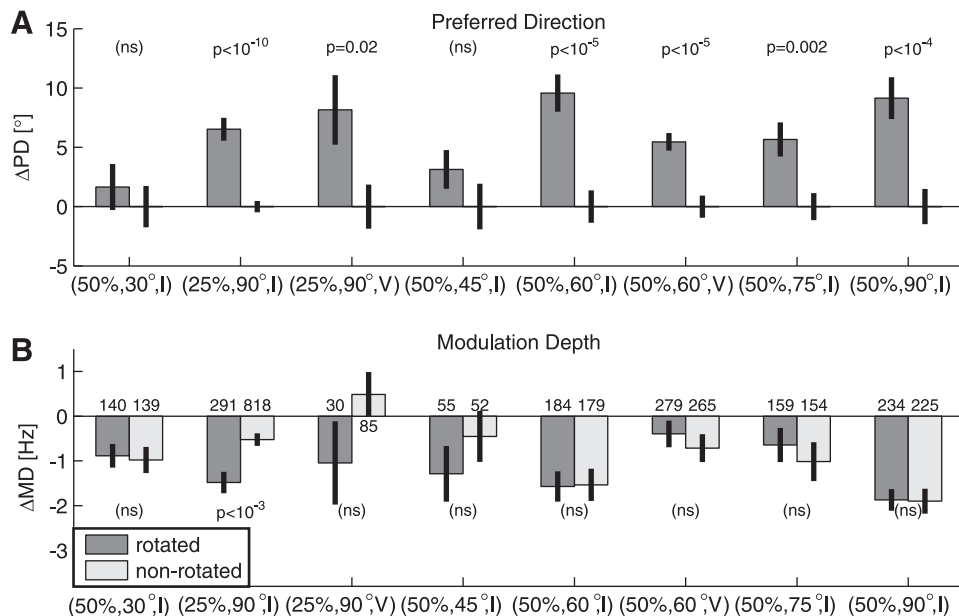 A
Preferred Direction
(ns) p<10⁻¹⁰ p=0.02 (ns) p<10⁻⁵ p<10⁻⁵ p=0.002 p<10⁻⁴
ΔPD [°]
15
10
5
0
-5
(50%,30°,I) (25%,90°,I) (25%,90°,V) (50%,45°,I) (50%,60°,I) (50%,60°,V) (50%,75°,I) (50%,90°,I)
B
Modulation Depth
ΔMD [Hz]
1
0
-1
-2
-3
140 139 291 818 30 85 55 52 184 179 279 265 159 154 234 225
(ns) p<10⁻³ (ns) (ns) (ns) (ns) (ns) (ns)
rotated
non-rotated
(50%,30°,I) (25%,90°,I) (25%,90°,V) (50%,45°,I) (50%,60°,I) (50%,60°,V) (50%,75°,I) (50%,90°,I)